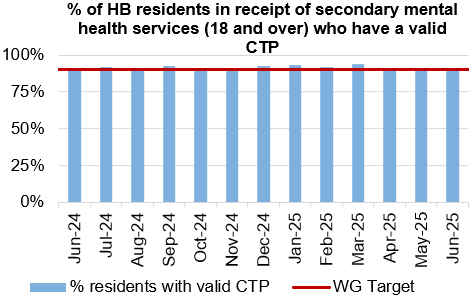 % of HB residents in receipt of secondary mental
health services (18 and over) who have a valid
CTP
100%
75%
50%
25%
0%
Jun-24
Jul-24
Aug-24
Sep-24
Oct-24
Nov-24
Dec-24
Jan-25
Feb-25
Mar-25
Apr-25
May-25
Jun-25
% residents with valid CTP
WG Target